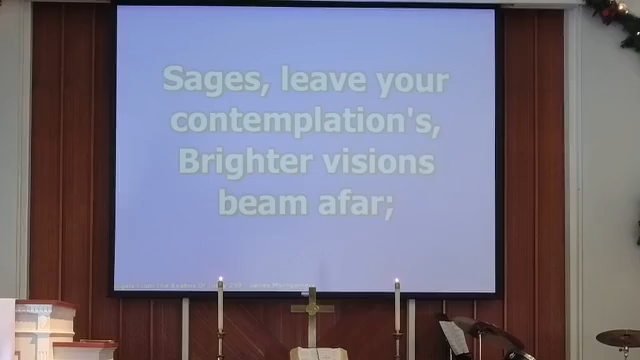 Sages, leave your
contemplation's,
Brighter visions
beam afar;